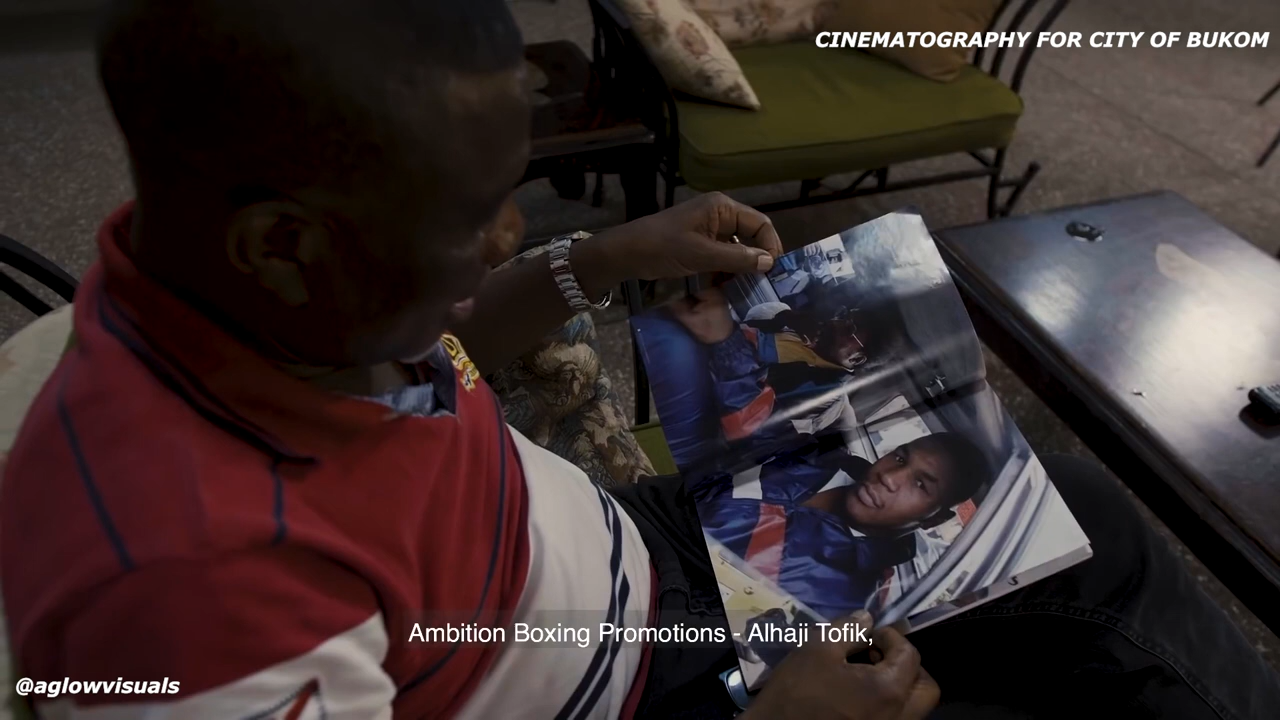 CINEMATOGRAPHY FOR CITY OF BUKOM
Ambition Boxing Promotions - Alhaji Tofik,
@aglowvisuals